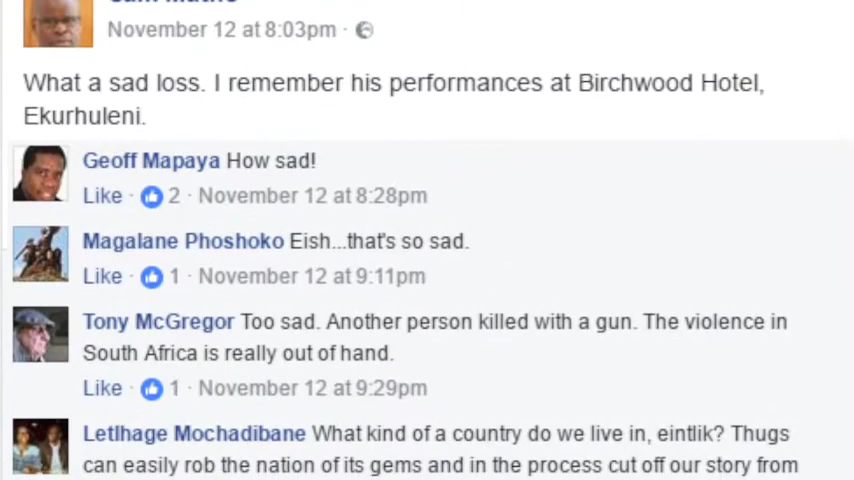 November 12 at 8:03pm ·
What a sad loss. I remember his performances at Birchwood Hotel,
Ekurhuleni.
Geoff Mapaya How sad!
Like · 2 · November 12 at 8:28pm
Magalane Phoshoko Eish...that's so sad.
Like · 1 · November 12 at 9:11pm
Tony McGregor Too sad. Another person killed with a gun. The violence in
South Africa is really out of hand.
Like · 1 · November 12 at 9:29pm
Letlhage Mochadibane What kind of a country do we live in, eintlik? Thugs
can easily rob the nation of its gems and in the process cut off our story from